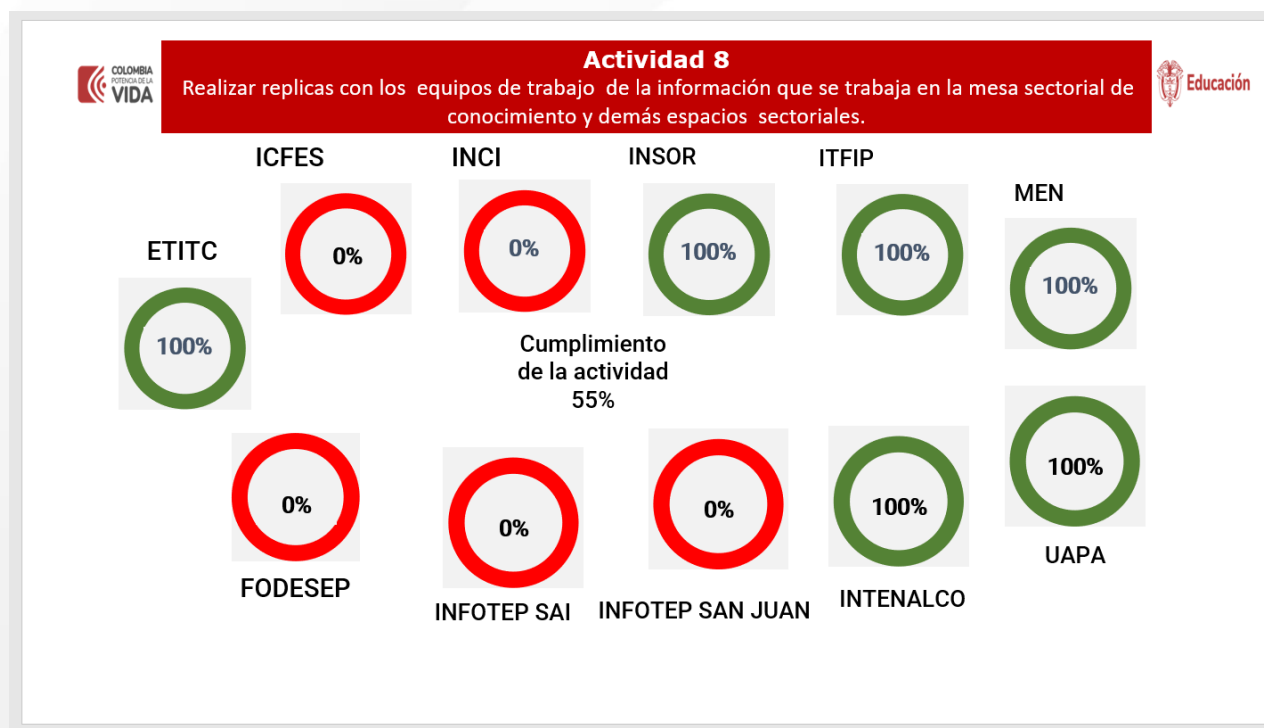 COLOMBIA
POTENCIA DE LA
VIDA
Actividad 8
Realizar replicas con los equipos de trabajo de la información que se trabaja en la mesa sectorial de
conocimiento y demás espacios sectoriales.
Educación
ICFES
INCI
INSOR
ITFIP
MEN
ETITC
0%
0%
100%
100%
100%
100%
Cumplimiento
de la actividad
55%
0%
0%
0%
100%
100%
FODESEP
INFOTEP SAI
INFOTEP SAN JUAN
INTENALCO
UAPA